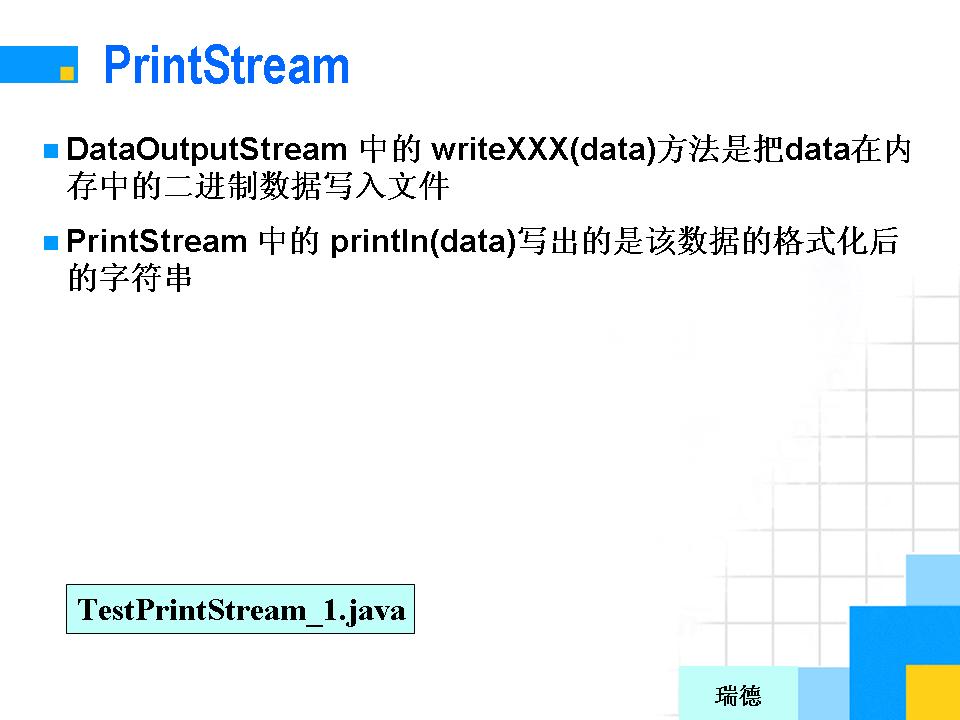 PrintStream
DataOutputStream 中的 writeXXX(data)方法是把data在内
存中的二进制数据写入文件
PrintStream 中的 println(data)写出的是该数据的格式化后
的字符串
TestPrintStream_1.java
瑞德